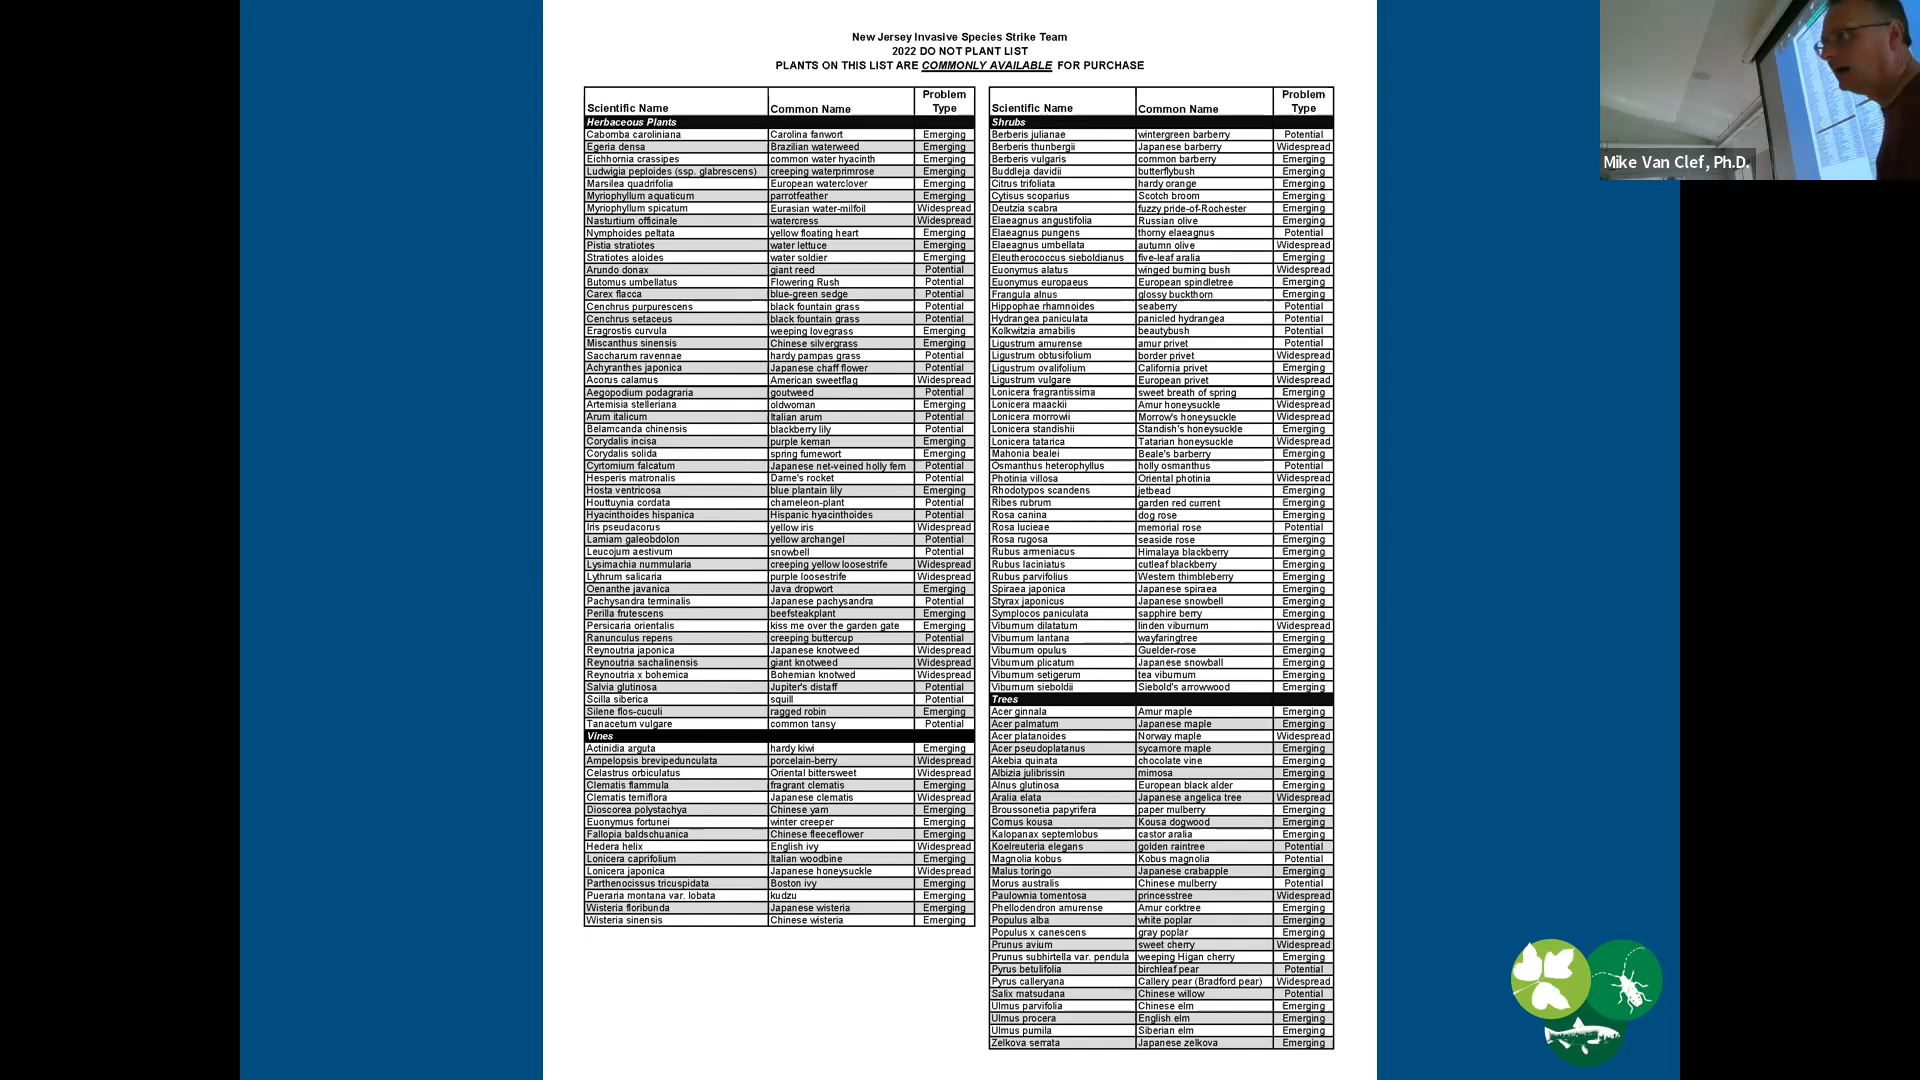 New Jersey Invasive Species Strike Team
2022 DO NOT PLANT LIST
PLANTS ON THIS LIST ARE COMMONLY AVAILABLE FOR PURCHASE
Scientific Name Common Name Problem Type
Herbaceous Plants
Cabomba caroliniana Carolina fanwort Emerging
Egeria densa Brazilian waterweed Emerging
Eichhornia crassipes common water hyacinth Emerging
Ludwigia peploides (ssp. glabrescens) creeping waterprimrose Emerging
Marsilea quadrifolia European waterclover Emerging
Myriophyllum aquaticum parrotfeather Emerging
Myriophyllum spicatum Eurasian water-milfoil Widespread
Nasturtium officinale watercress Widespread
Nymphoides peltata yellow floating heart Emerging
Pistia stratiotes water lettuce Emerging
Stratiotes aloides water soldier Emerging
Arundo donax giant reed Potential
Butomus umbellatus Flowering Rush Potential
Carex flacca blue-green sedge Potential
Cenchrus purpurescens black fountain grass Potential
Cenchrus setaceus black fountain grass Potential
Eragrostis curvula weeping lovegrass Emerging
Miscanthus sinensis Chinese silvergrass Emerging
Saccharum ravennae hardy pampas grass Potential
Achyranthes japonica Japanese chaff flower Potential
Acorus calamus American sweetflag Widespread
Aegopodium podagraria goutweed Potential
Artemisia stelleriana oldwoman Emerging
Arum italicum Italian arum Potential
Belamcanda chinensis blackberry lily Potential
Corydalis incisa purple keman Emerging
Corydalis solida spring fumewort Emerging
Cyrtomium falcatum Japanese net-veined holly fern Potential
Hesperis matronalis Dame's rocket Potential
Hosta ventricosa blue plantain lily Emerging
Houttuynia cordata chameleon-plant Potential
Hyacinthoides hispanica Hispanic hyacinthoides Potential
Iris pseudacorus yellow iris Widespread
Lamiam galeobdolon yellow archangel Potential
Leucojum aestivum snowbell Potential
Lysimachia nummularia creeping yellow loosestrife Widespread
Lythrum salicaria purple loosestrife Widespread
Oenanthe javanica Java dropwort Emerging
Pachysandra terminalis Japanese pachysandra Potential
Perilla frutescens beefsteakplant Emerging
Persicaria orientalis kiss me over the garden gate Emerging
Ranunculus repens creeping buttercup Potential
Reynoutria japonica Japanese knotweed Widespread
Reynoutria sachalinensis giant knotweed Widespread
Reynoutria x bohemica Bohemian knotwed Widespread
Salvia glutinosa Jupiter's distaff Potential
Scilla siberica squill Potential
Silene flos-cuculi ragged robin Emerging
Tanacetum vulgare common tansy Potential
Vines
Actinidia arguta hardy kiwi Emerging
Ampelopsis brevipedunculata porcelain-berry Widespread
Celastrus orbiculatus Oriental bittersweet Widespread
Clematis flammula fragrant clematis Emerging
Clematis terniflora Japanese clematis Widespread
Dioscorea polystachya Chinese yam Emerging
Euonymus fortunei winter creeper Emerging
Fallopia baldschuanica Chinese fleeceflower Emerging
Hedera helix English ivy Widespread
Lonicera caprifolium Italian woodbine Emerging
Lonicera japonica Japanese honeysuckle Widespread
Parthenocissus tricuspidata Boston ivy Emerging
Pueraria montana var. lobata kudzu Emerging
Wisteria floribunda Japanese wisteria Emerging
Wisteria sinensis Chinese wisteria Emerging
Scientific Name Common Name Problem Type
Shrubs
Berberis julianae wintergreen barberry Potential
Berberis thunbergii Japanese barberry Widespread
Berberis vulgaris common barberry Emerging
Buddleja davidii butterflybush Emerging
Citrus trifoliata hardy orange Emerging
Cytisus scoparius Scotch broom Emerging
Deutzia scabra fuzzy pride-of-Rochester Emerging
Elaeagnus angustifolia Russian olive Emerging
Elaeagnus pungens thorny elaeagnus Potential
Elaeagnus umbellata autumn olive Widespread
Eleutherococcus sieboldianus five-leaf aralia Emerging
Euonymus alatus winged burning bush Widespread
Euonymus europaeus European spindletree Emerging
Frangula alnus glossy buckthorn Emerging
Hippophae rhamnoides seaberry Potential
Hydrangea paniculata panicled hydrangea Potential
Kolkwitzia amabilis beautybush Potential
Ligustrum amurense amur privet Potential
Ligustrum obtusifolium border privet Widespread
Ligustrum ovalifolium California privet Emerging
Ligustrum vulgare European privet Widespread
Lonicera fragrantissima sweet breath of spring Emerging
Lonicera maackii Amur honeysuckle Widespread
Lonicera morrowii Morrow's honeysuckle Widespread
Lonicera standishii Standish's honeysuckle Emerging
Lonicera tatarica Tatarian honeysuckle Widespread
Mahonia bealei Beale's barberry Emerging
Osmanthus heterophyllus holly osmanthus Potential
Photinia villosa Oriental photinia Widespread
Rhodotypos scandens jetbead Emerging
Ribes rubrum garden red current Emerging
Rosa canina dog rose Emerging
Rosa lucieae memorial rose Potential
Rosa rugosa seaside rose Emerging
Rubus armeniacus Himalaya blackberry Emerging
Rubus laciniatus cutleaf blackberry Emerging
Rubus parvifolius Western thimbleberry Emerging
Spiraea japonica Japanese spiraea Emerging
Styrax japonicus Japanese snowbell Emerging
Symplocos paniculata sapphire berry Emerging
Viburnum dilatatum linden viburnum Widespread
Viburnum lantana wayfaringtree Emerging
Viburnum opulus Guelder-rose Emerging
Viburnum plicatum Japanese snowball Emerging
Viburnum setigerum tea viburnum Emerging
Viburnum sieboldii Siebold's arrowwood Emerging
Trees
Acer ginnala Amur maple Emerging
Acer palmatum Japanese maple Emerging
Acer platanoides Norway maple Widespread
Acer pseudoplatanus sycamore maple Emerging
Akebia quinata chocolate vine Emerging
Albizia julibrissin mimosa Emerging
Alnus glutinosa European black alder Emerging
Aralia elata Japanese angelica tree Widespread
Broussonetia papyrifera paper mulberry Emerging
Cornus kousa Kousa dogwood Emerging
Kalopanax septemlobus castor aralia Emerging
Koelreuteria elegans golden raintree Potential
Magnolia kobus Kobus magnolia Potential
Malus toringo Japanese crabapple Emerging
Morus australis Chinese mulberry Potential
Paulownia tomentosa princesstree Widespread
Phellodendron amurense Amur corktree Emerging
Populus alba white poplar Emerging
Populus x canescens gray poplar Emerging
Prunus avium sweet cherry Widespread
Prunus subhirtella var. pendula weeping Higan cherry Emerging
Pyrus betulifolia birchleaf pear Potential
Pyrus calleryana Callery pear (Bradford pear) Widespread
Salix matsudana Chinese willow Potential
Ulmus parvifolia Chinese elm Emerging
Ulmus procera English elm Emerging
Ulmus pumila Siberian elm Emerging
Zelkova serrata Japanese zelkova Emerging
Mike Van Clef, Ph.D.